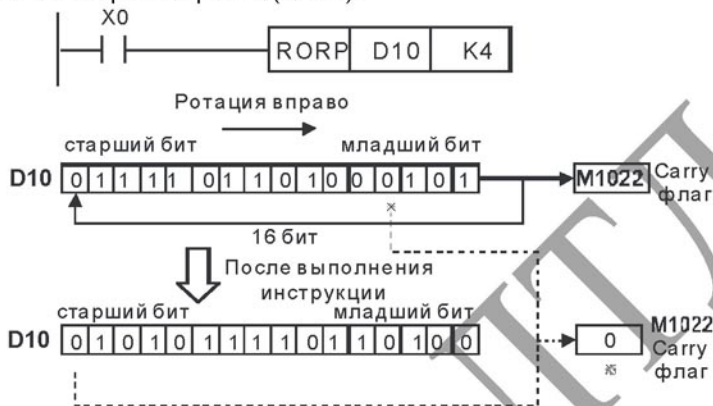 X0
RORP D10 K4
Ротация вправо
старший бит младший бит
D10 0 1 1 1 1 0 1 1 0 1 0 0 0 1 0 1 M1022 Carry флаг
16 бит
После выполнения
инструкции
старший бит младший бит
D10 0 1 0 1 0 1 1 1 1 0 1 1 0 1 0 0 0 M1022
Carry
флаг